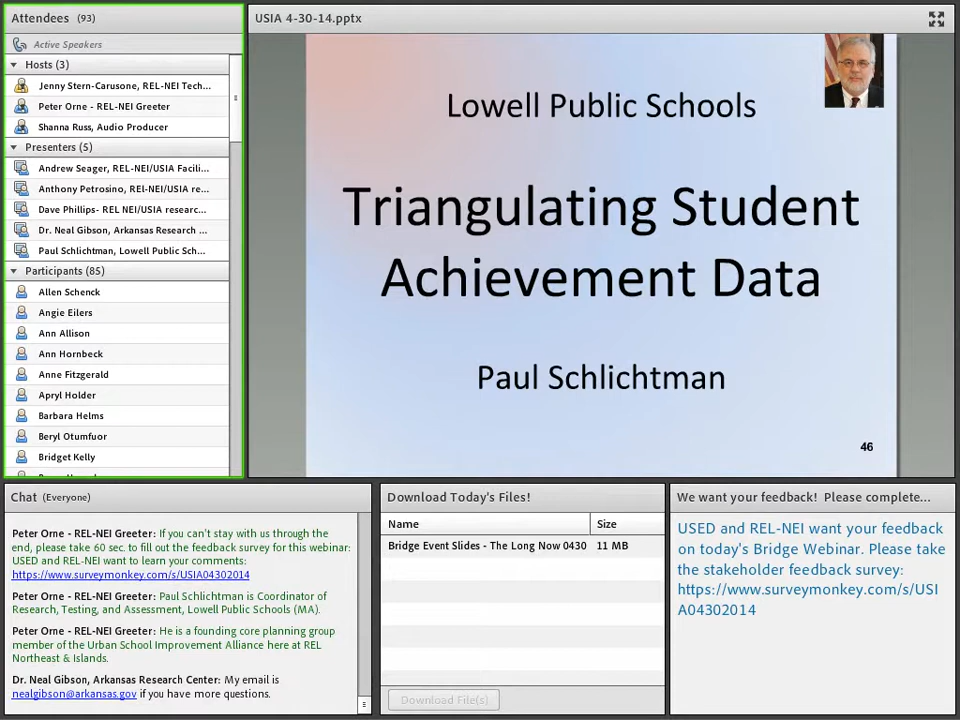 Attendees (93)
Active Speakers
Hosts (3)
Jenny Stern-Carusone, REL-NEI Tech...
Peter Orne - REL-NEI Greeter
Shanna Russ, Audio Producer
Presenters (5)
Andrew Seager, REL-NEI/USIA Facili...
Anthony Petrosino, REl-NEI/USIA re...
Dave Phillips- REL NEI/USIA researc...
Dr. Neal Gibson, Arkansas Research ...
Paul Schlichtman, Lowell Public Sch...
Participants (85)
Allen Schenck
Angie Eilers
Ann Allison
Ann Hornbeck
Anne Fitzgerald
Apryl Holder
Barbara Helms
Beryl Otumfuor
Bridget Kelly
USIA 4-30-14.pptx
Lowell Public Schools
Triangulating Student
Achievement Data
Paul Schlichtman
46
Chat (Everyone)
Peter Orne - REL-NEI Greeter: If you can't stay with us through the
end, please take 60 sec. to fill out the feedback survey for this webinar:
USED and REL-NEI want to learn your comments:
https://www.surveymonkey.com/s/USIA04302014
Peter Orne - REL-NEI Greeter: Paul Schlichtman is Coordinator of
Research, Testing, and Assessment, Lowell Public Schools (MA).
Peter Orne - REL-NEI Greeter: He is a founding core planning group
member of the Urban School Improvement Alliance here at REL
Northeast & Islands.
Dr. Neal Gibson, Arkansas Research Center: My email is
nealgibson@arkansas.gov if you have more questions.
Download Today's Files!
Name Size
Bridge Event Slides - The Long Now 0430 11 MB
Download File(s)
We want your feedback! Please complete...
USED and REL-NEI want your feedback
on today's Bridge Webinar. Please take
the stakeholder feedback survey:
https://www.surveymonkey.com/s/USI
A04302014